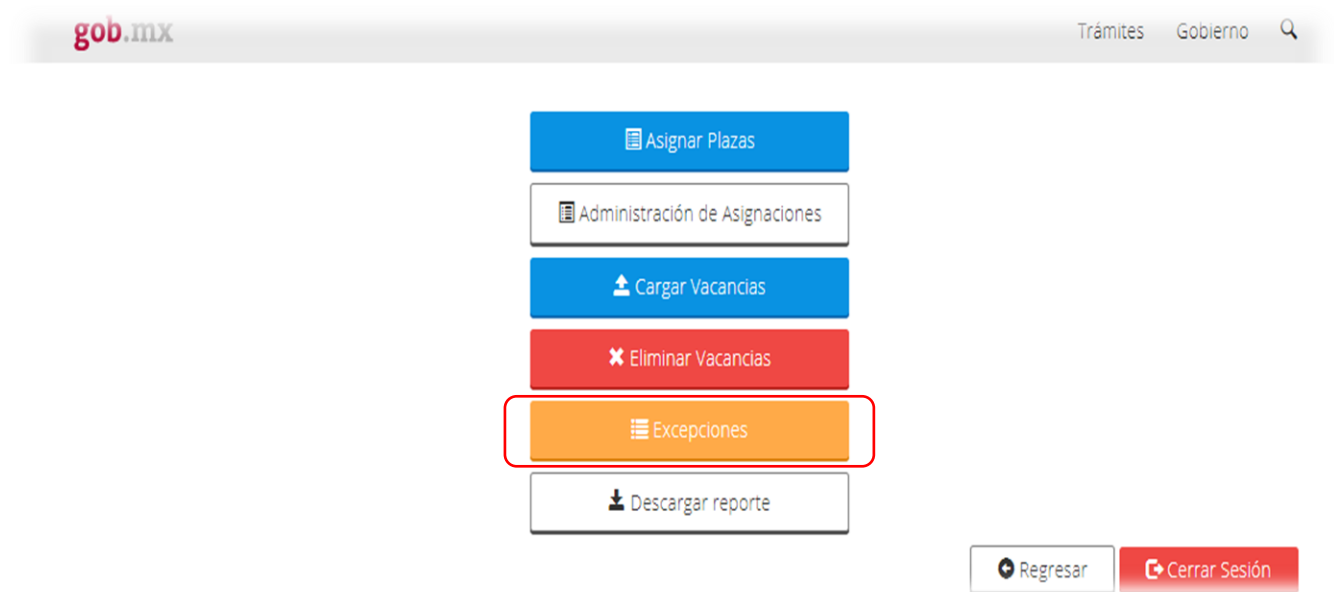 gob.mx Trámites Gobierno
Asignar Plazas
Administración de Asignaciones
Cargar Vacancias
Eliminar Vacancias
Excepciones
Descargar reporte
Regresar Cerrar Sesión